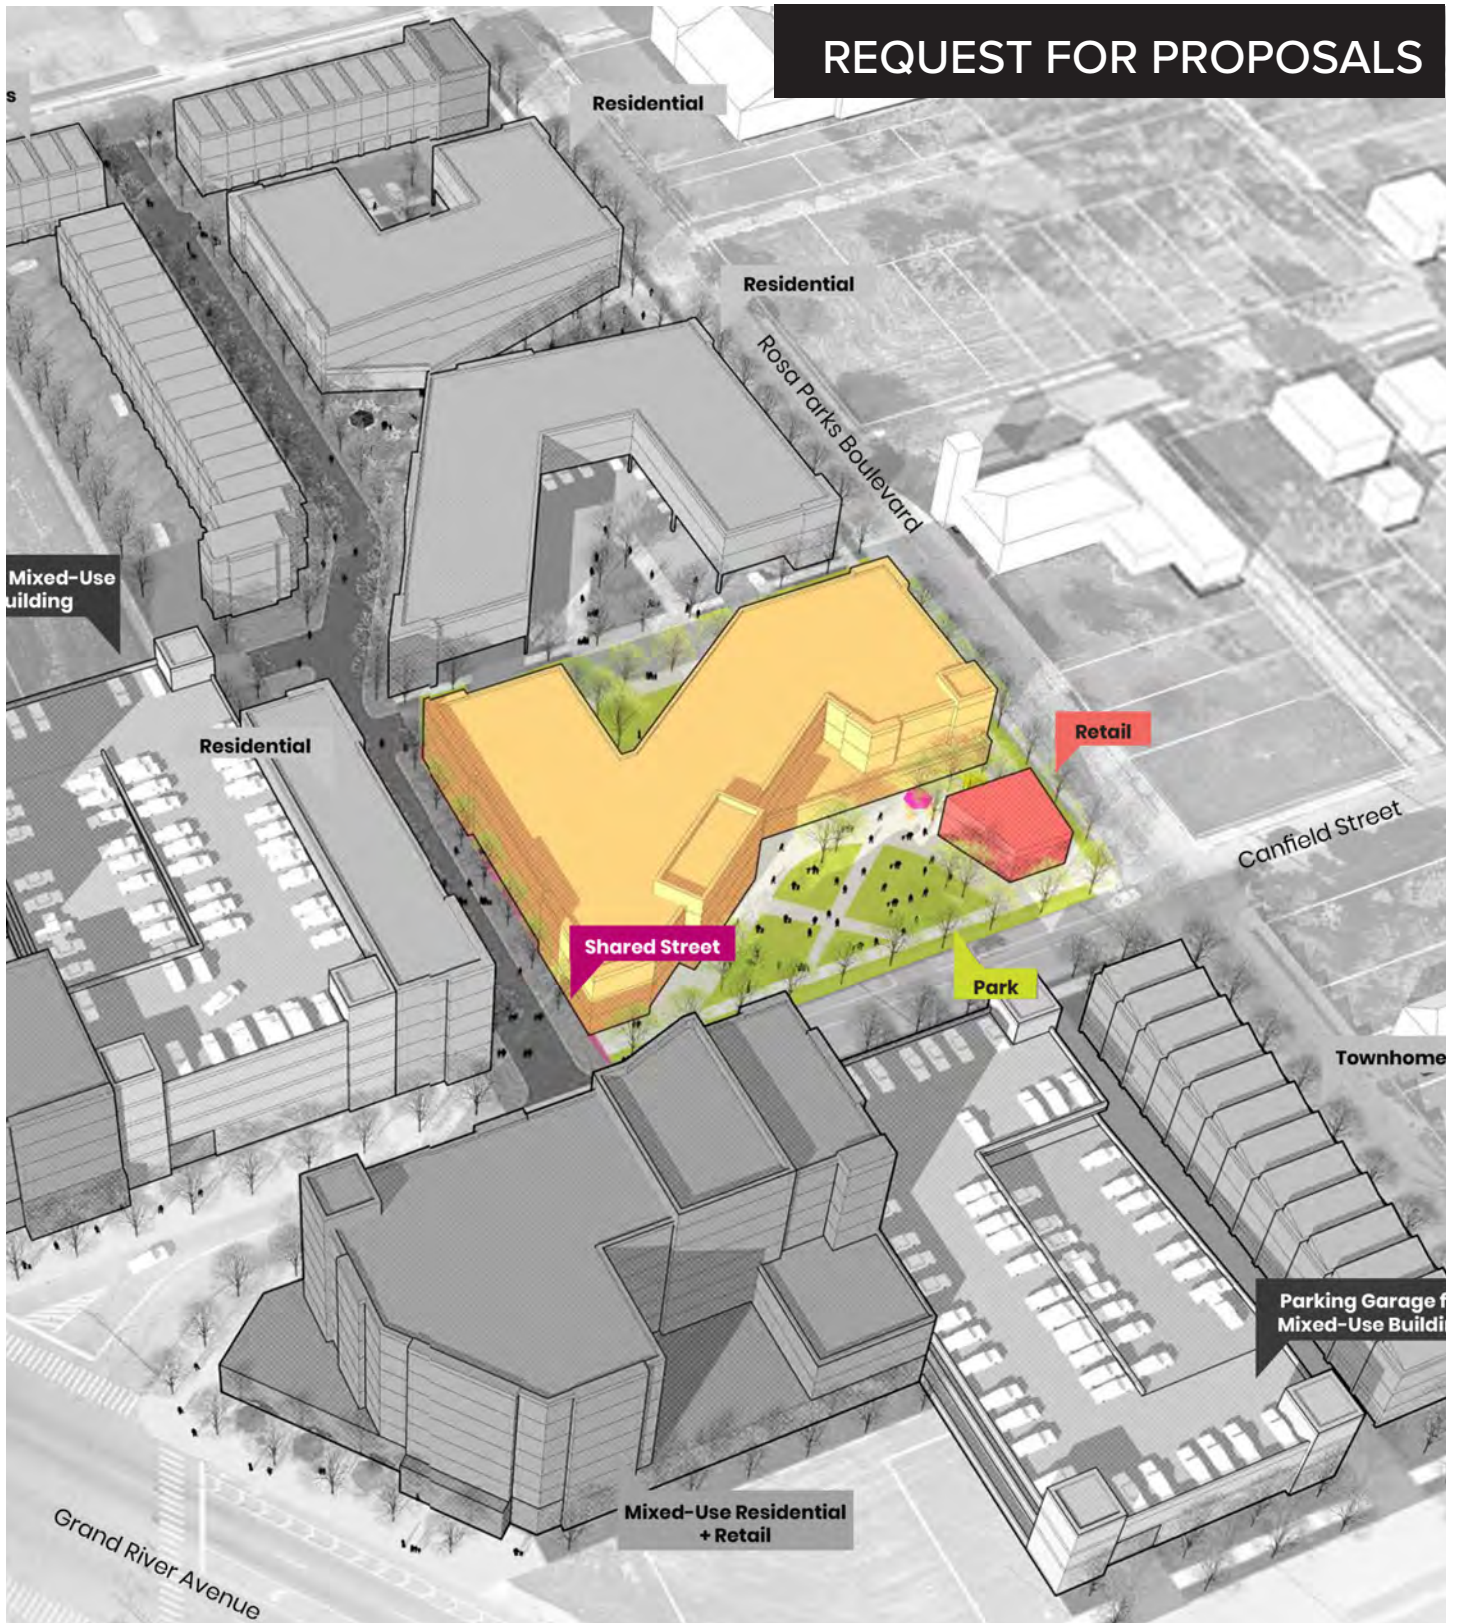 REQUEST FOR PROPOSALS
s
Residential
Residential
Rosa Parks Boulevard
Mixed-Use
uilding
Residential
Retail
Canfield Street
Shared Street
Park
Townhome
Parking Garage f
Mixed-Use Buildi
Mixed-Use Residential
+ Retail
Grand River Avenue